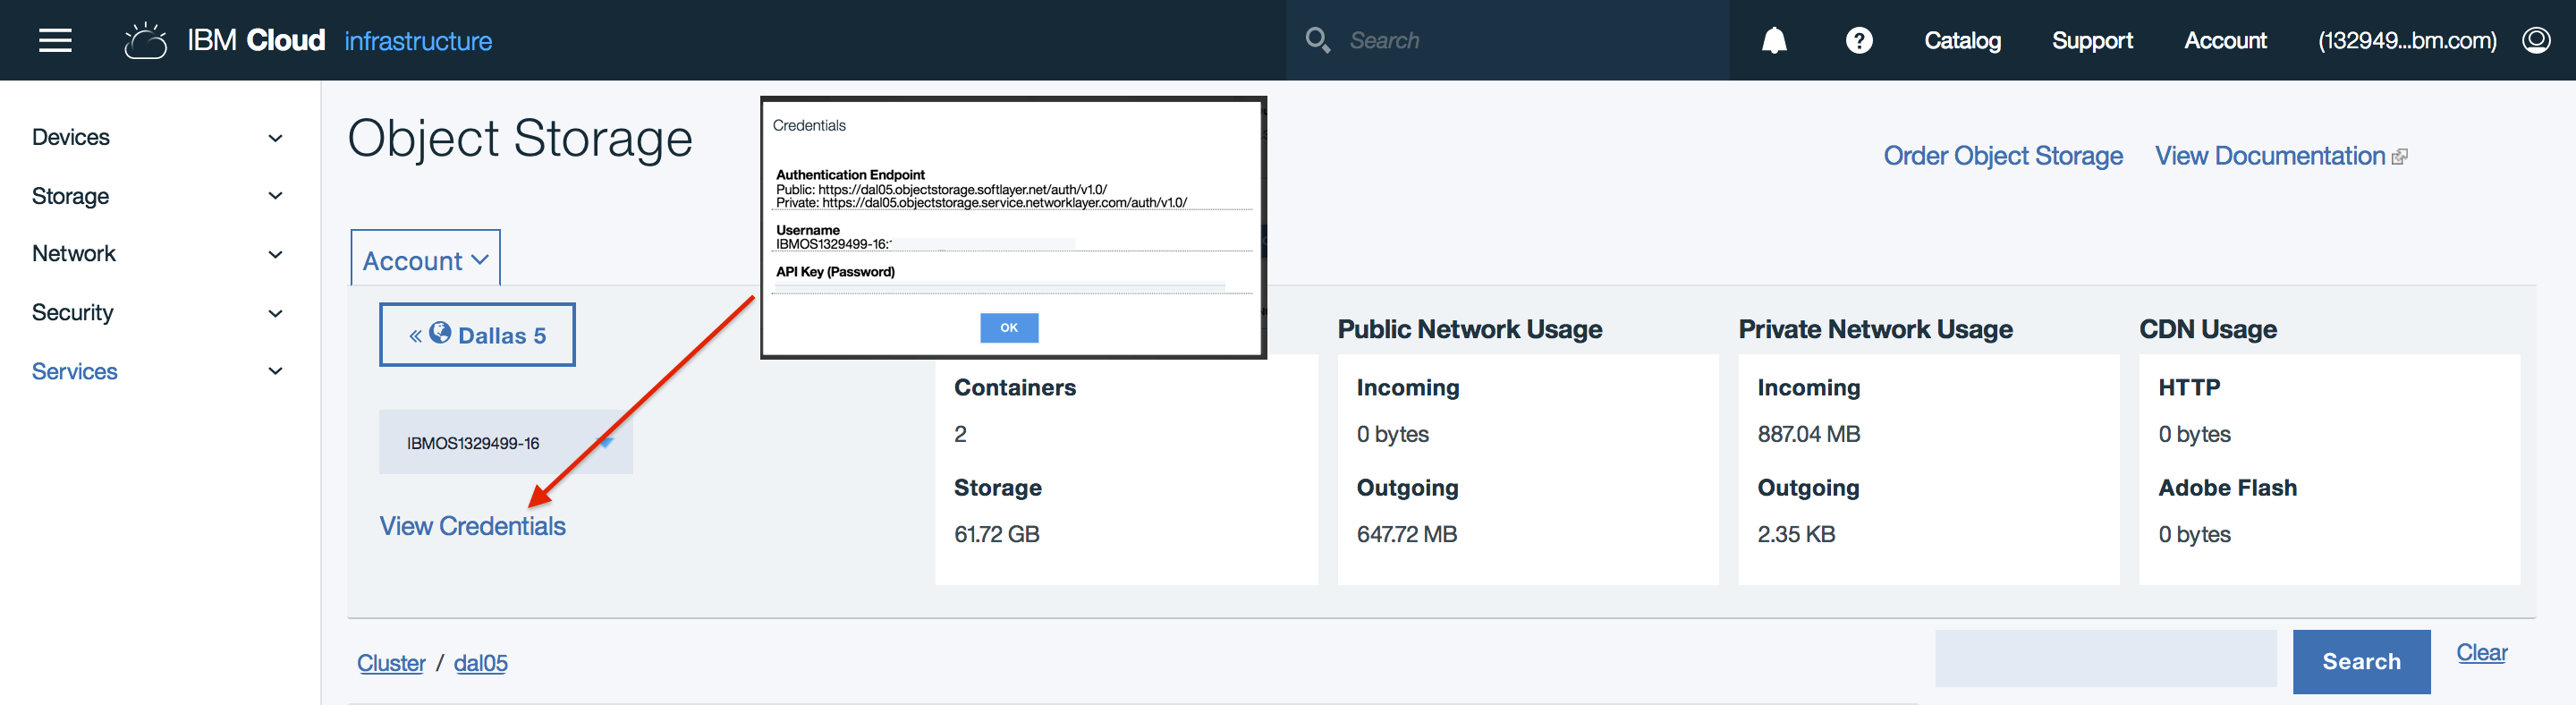 IBM Cloud infrastructure
Search
Catalog
Support
Account
(132949...bm.com)
Devices
Storage
Network
Security
Services
Object Storage
Order Object Storage
View Documentation
Account
« Dallas 5
IBMOS1329499-16
View Credentials
Credentials
Authentication Endpoint
Public: https://dal05.objectstorage.softlayer.net/auth/v1.0/
Private: https://dal05.objectstorage.service.networklayer.com/auth/v1.0/
Username
IBMOS1329499-16:
API Key (Password)
OK
Containers
2
Storage
61.72 GB
Public Network Usage
Incoming
0 bytes
Outgoing
647.72 MB
Private Network Usage
Incoming
887.04 MB
Outgoing
2.35 KB
CDN Usage
HTTP
0 bytes
Adobe Flash
0 bytes
Cluster / dal05
Search
Clear